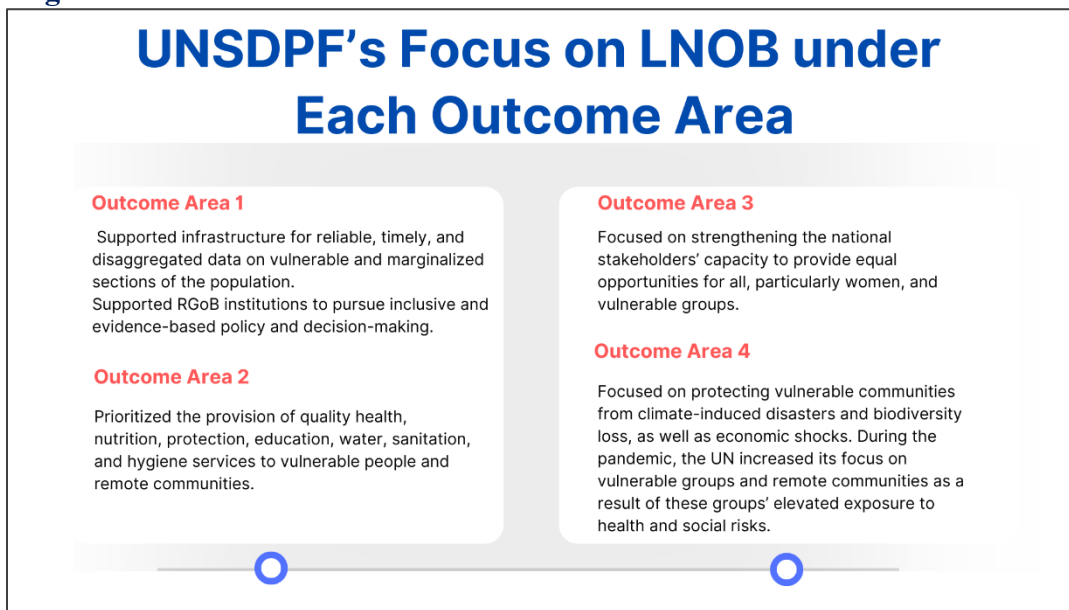 UNSDPF’s Focus on LNOB under
Each Outcome Area
Outcome Area 1
Supported infrastructure for reliable, timely, and
disaggregated data on vulnerable and marginalized
sections of the population.
Supported RGoB institutions to pursue inclusive and
evidence-based policy and decision-making.
Outcome Area 2
Prioritized the provision of quality health,
nutrition, protection, education, water, sanitation,
and hygiene services to vulnerable people and
remote communities.
Outcome Area 3
Focused on strengthening the national
stakeholders’ capacity to provide equal
opportunities for all, particularly women, and
vulnerable groups.
Outcome Area 4
Focused on protecting vulnerable communities
from climate-induced disasters and biodiversity
loss, as well as economic shocks. During the
pandemic, the UN increased its focus on
vulnerable groups and remote communities as a
result of these groups’ elevated exposure to
health and social risks.